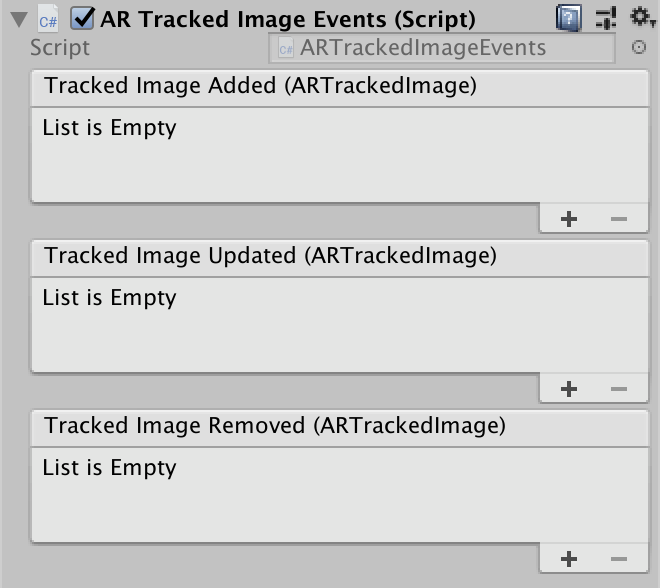 C# AR Tracked Image Events (Script)
Script C# ARTrackedImageEvents
Tracked Image Added (ARTrackedImage)
List is Empty
+ −
Tracked Image Updated (ARTrackedImage)
List is Empty
+ −
Tracked Image Removed (ARTrackedImage)
List is Empty
+ −